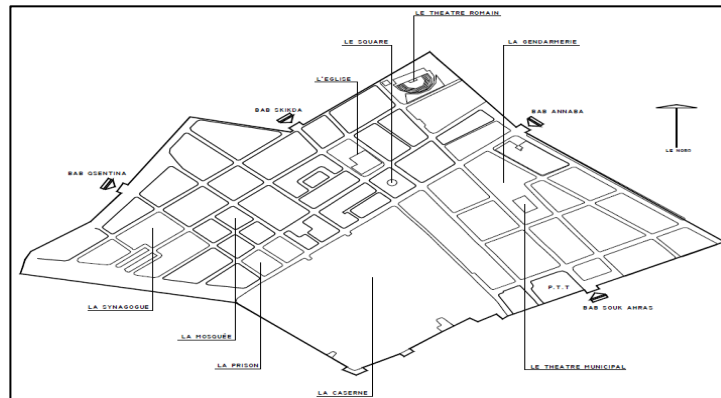 LE THEATRE ROMAIN
LE SQUARE
LA GENDARMERIE
L'EGLISE
BAB SKIKDA
BAB ANNABA
LE NORD
BAB GSENTINA
P.T.T
LA SYNAGOGUE
BAB SOUK AHRAS
LA MOSQUÉE
LA PRISON
LE THEATRE MUNICIPAL
LA CASERNE